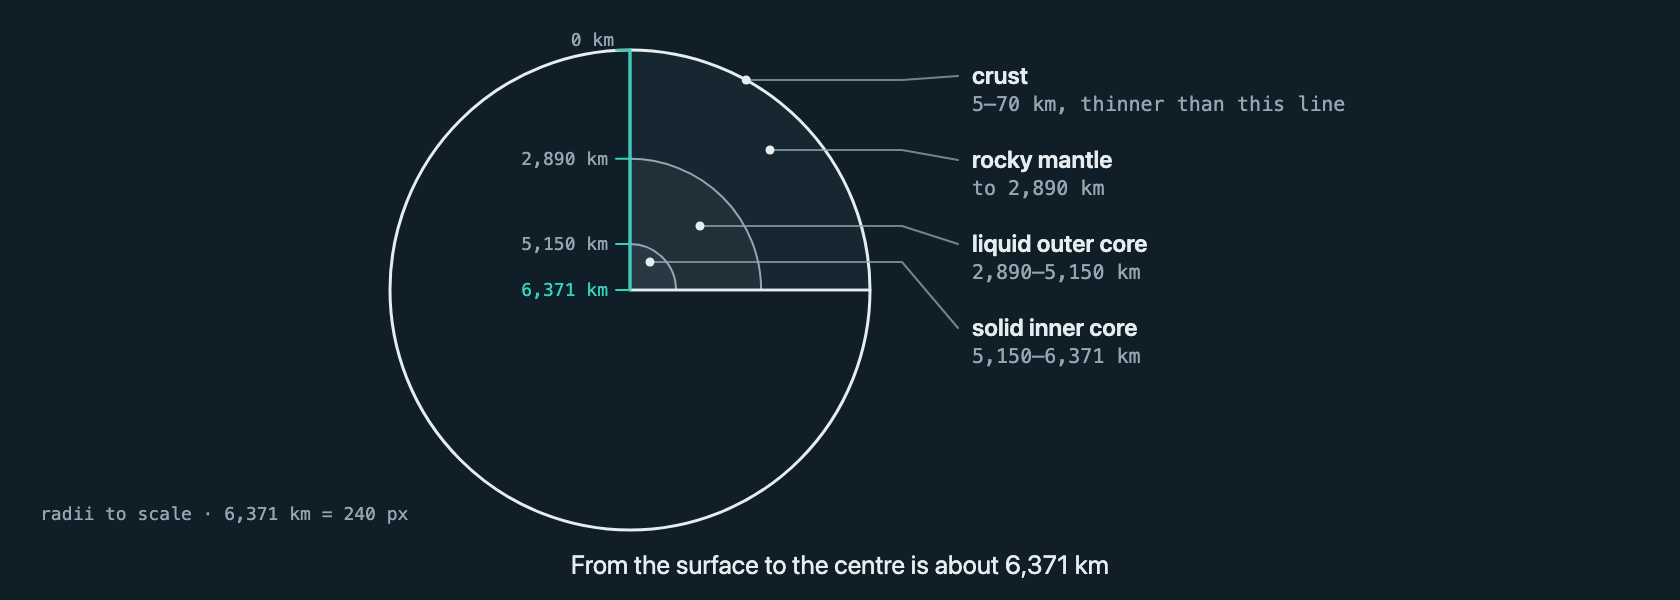 0 km
2,890 km
5,150 km
6,371 km
crust
5–70 km, thinner than this line
rocky mantle
to 2,890 km
liquid outer core
2,890–5,150 km
solid inner core
5,150–6,371 km
radii to scale · 6,371 km = 240 px
From the surface to the centre is about 6,371 km